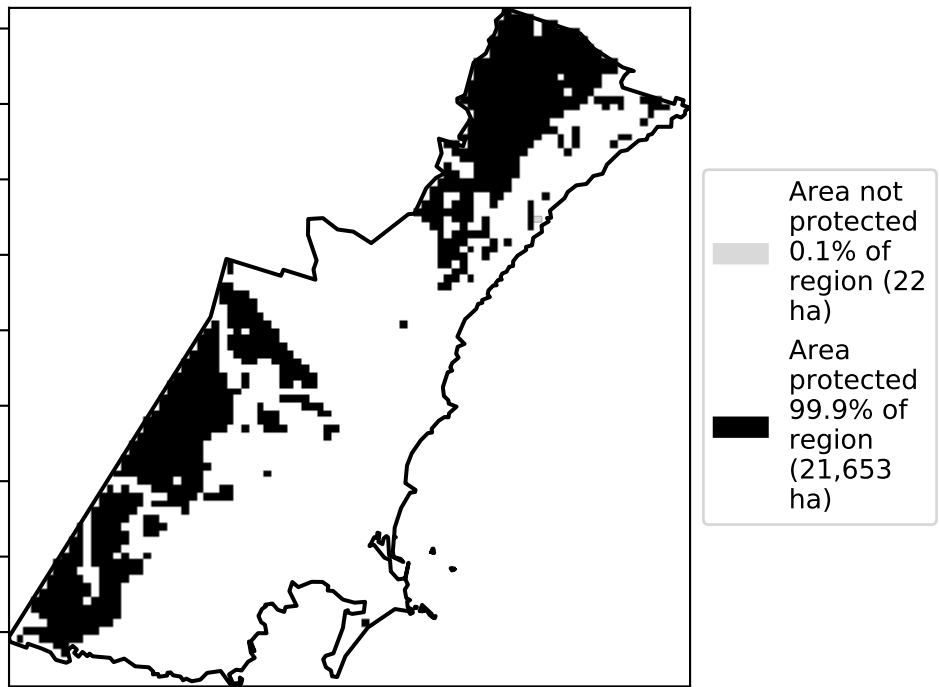 Area not
protected
0.1% of
region (22
ha)
Area
protected
99.9% of
region
(21,653
ha)